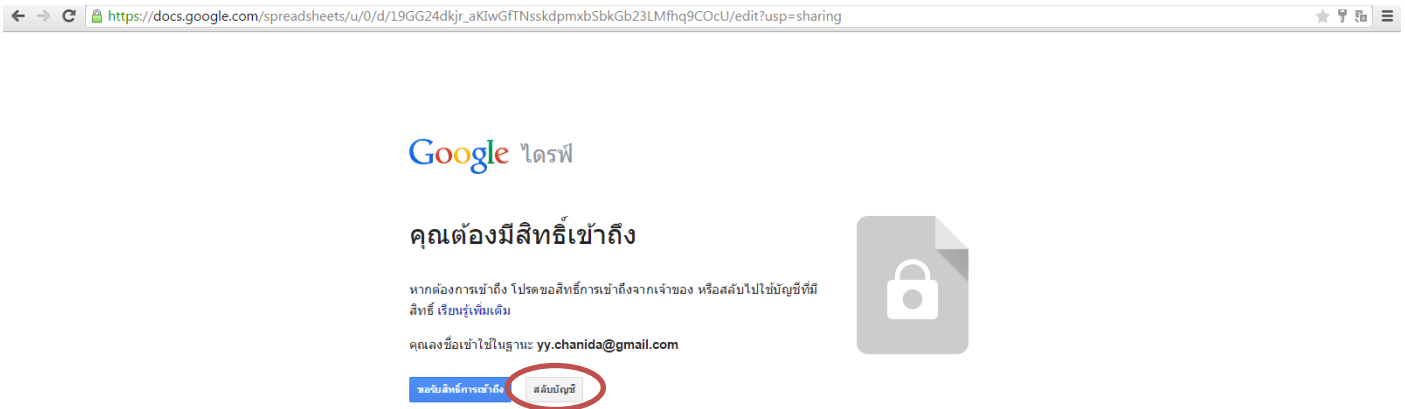 https://docs.google.com/spreadsheets/u/0/d/19GG24dkjr_aKIwGfTNsskdpmxbSbkGb23LMfhq9COcU/edit?usp=sharing
Google ไดรฟ์
คุณต้องมีสิทธิ์เข้าถึง
หากต้องการเข้าถึง โปรดขอสิทธิ์การเข้าถึงจากเจ้าของ หรือสลับไปใช้บัญชีที่มี
สิทธิ์ เรียนรู้เพิ่มเติม
คุณลงชื่อเข้าใช้ในฐานะ yy.chanida@gmail.com
ขอรับสิทธิ์การเข้าถึง สลับบัญชี